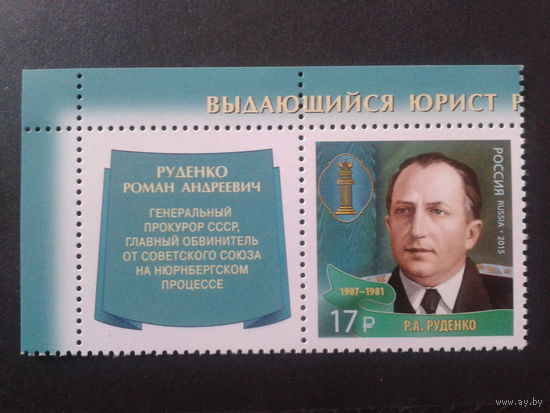 ВЫДАЮЩИЙСЯ ЮРИСТ Р
РУДЕНКО
РОМАН АНДРЕЕВИЧ
ГЕНЕРАЛЬНЫЙ
ПРОКУРОР СССР,
ГЛАВНЫЙ ОБВИНИТЕЛЬ
ОТ СОВЕТСКОГО СОЮЗА
НА НЮРНБЕРГСКОМ
ПРОЦЕССЕ
РОССИЯ RUSSIA • 2015
1907–1981
17 ₽
Р.А. РУДЕНКО
© www.ay.by